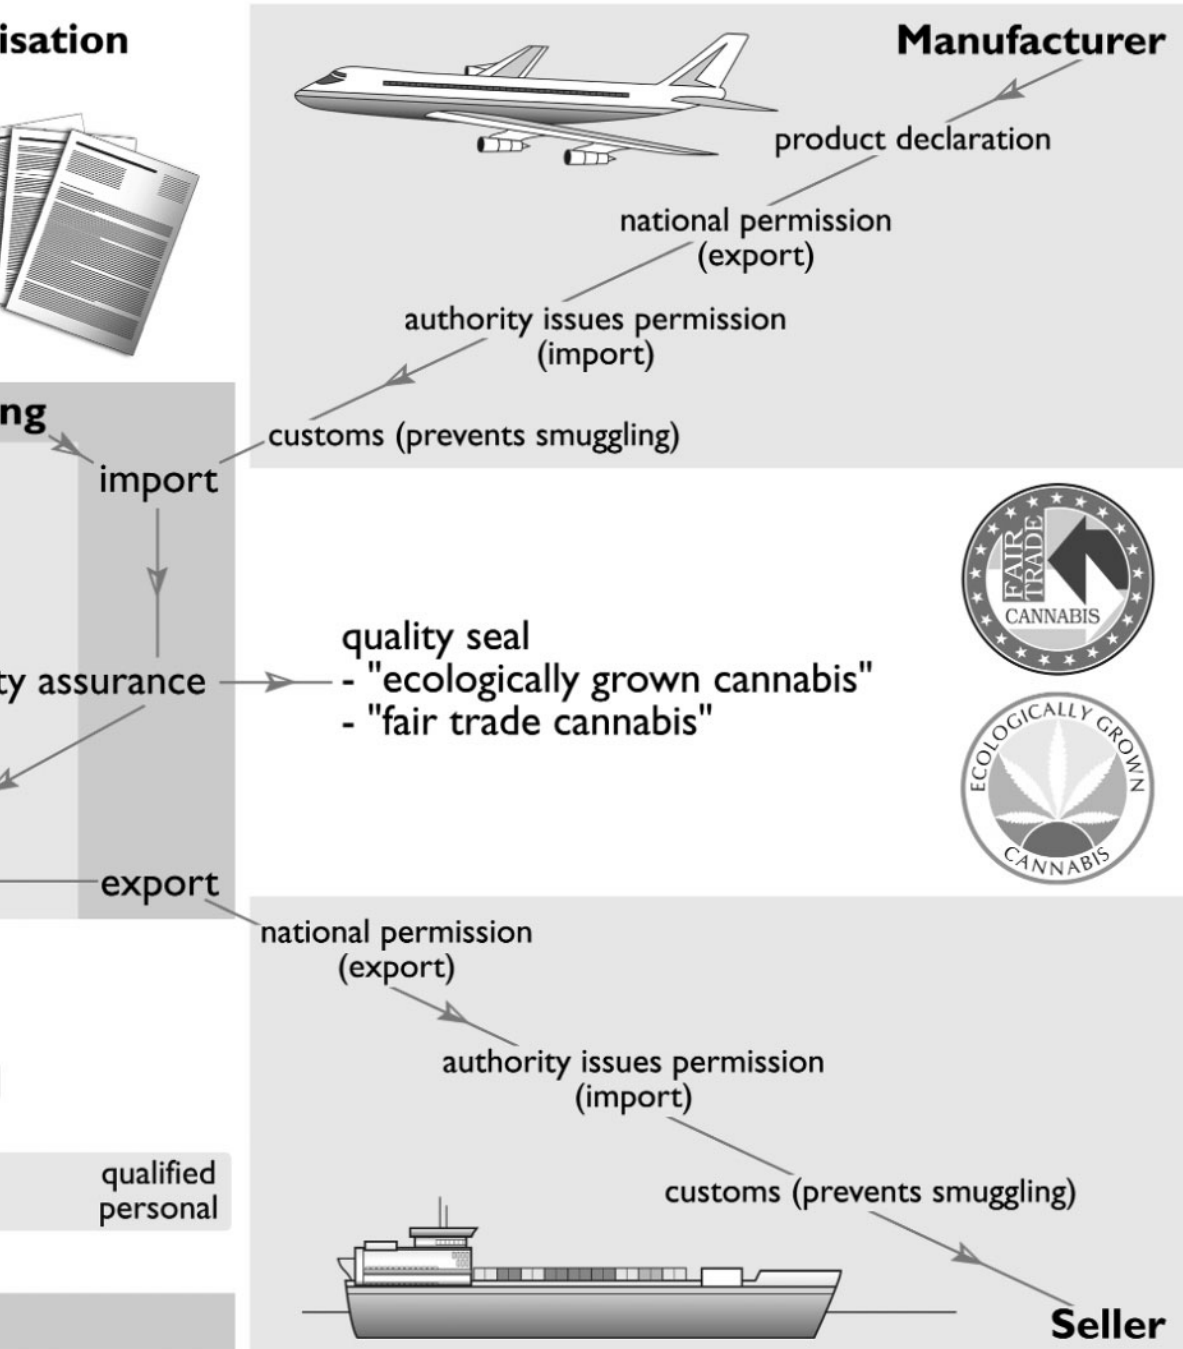 isation
Manufacturer
product declaration
national permission
(export)
authority issues permission
(import)
ng
customs (prevents smuggling)
import
FAIR
TRADE
CANNABIS
quality seal
ty assurance
- "ecologically grown cannabis"
- "fair trade cannabis"
ECOLOGICALLY GROWN
CANNABIS
export
national permission
(export)
authority issues permission
(import)
qualified
personal
customs (prevents smuggling)
Seller